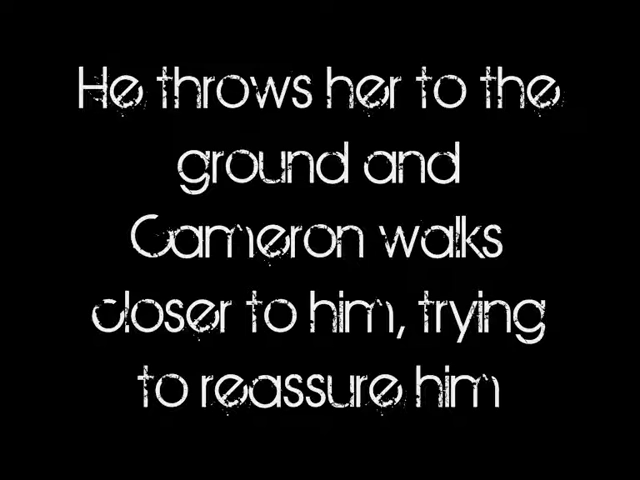 He throws her to the
ground and
Cameron walks
closer to him, trying
to reassure him